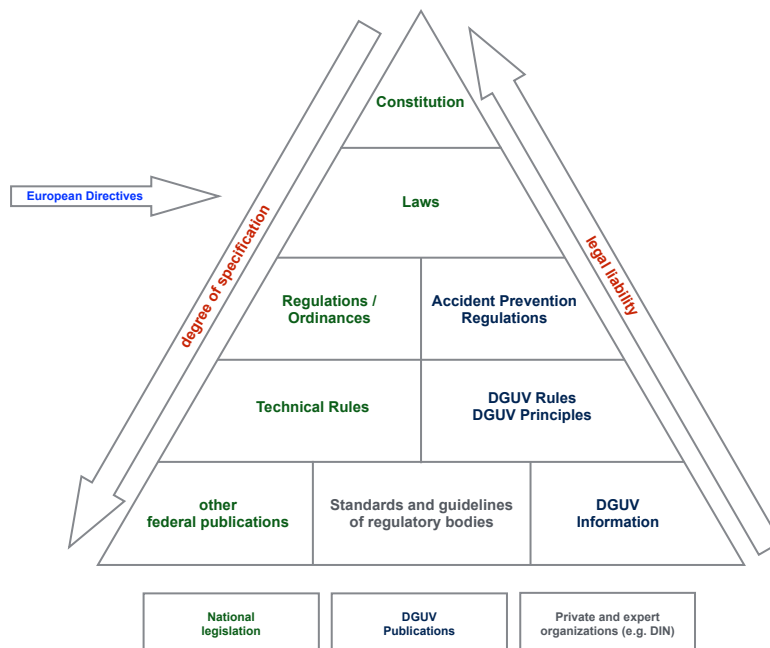 Constitution
European Directives
Laws
degree of specification
legal liability
Regulations /
Ordinances
Accident Prevention
Regulations
Technical Rules
DGUV Rules
DGUV Principles
other
federal publications
Standards and guidelines
of regulatory bodies
DGUV
Information
National
legislation
DGUV
Publications
Private and expert
organizations (e.g. DIN)